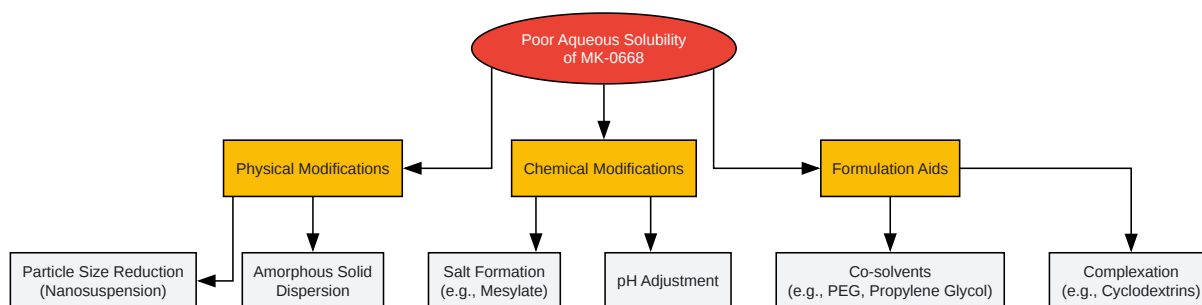 Poor Aqueous Solubility
of MK-0668
Physical Modifications
Chemical Modifications
Formulation Aids
Particle Size Reduction
(Nanosuspension)
Amorphous Solid
Dispersion
Salt Formation
(e.g., Mesylate)
pH Adjustment
Co-solvents
(e.g., PEG, Propylene Glycol)
Complexation
(e.g., Cyclodextrins)